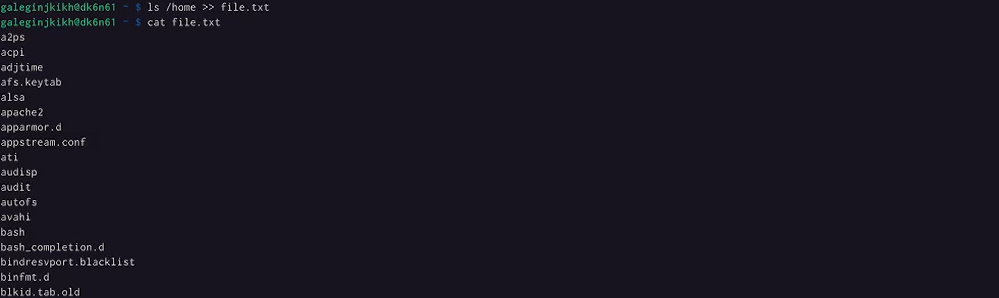 galeginjkikh@dk6n61 ~ $ ls /home >> file.txt
galeginjkikh@dk6n61 ~ $ cat file.txt
a2ps
acpi
adjtime
afs.keytab
alsa
apache2
apparmor.d
appstream.conf
ati
audisp
audit
autofs
avahi
bash
bash_completion.d
bindresvport.blacklist
binfmt.d
blkid.tab.old